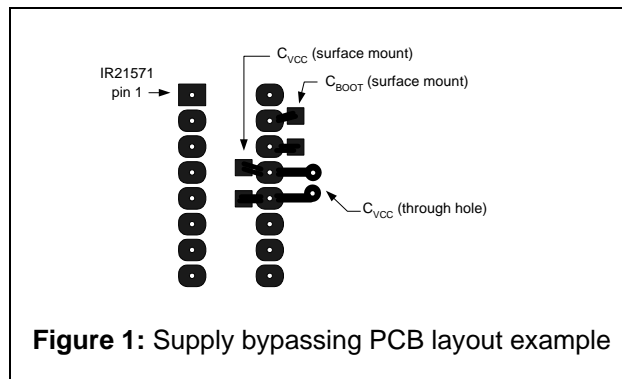 C_VCC (surface mount)
IR21571
pin 1
C_BOOT (surface mount)
C_VCC (through hole)
Figure 1: Supply bypassing PCB layout example